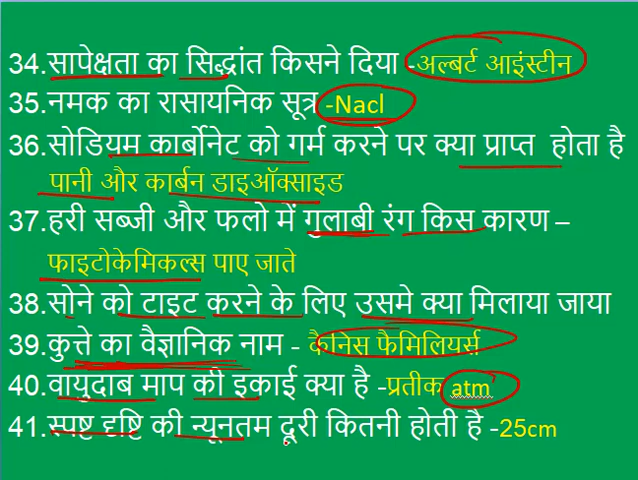 34.सापेक्षता का सिद्धांत किसने दिया -अल्बर्ट आइंस्टीन
35.नमक का रासायनिक सूत्र -Nacl
36.सोडियम कार्बोनेट को गर्म करने पर क्या प्राप्त होता है
पानी और कार्बन डाइऑक्साइड
37.हरी सब्जी और फलो में गुलाबी रंग किस कारण –
फाइटोकेमिकल्स पाए जाते
38.सोने को टाइट करने के लिए उसमे क्या मिलाया जाया
39.कुत्ते का वैज्ञानिक नाम - कैनिस फैमिलियर्स
40.वायुदाब माप की इकाई क्या है -प्रतीक atm
41.स्पष्ट दृष्टि की न्यूनतम दूरी कितनी होती है -25cm